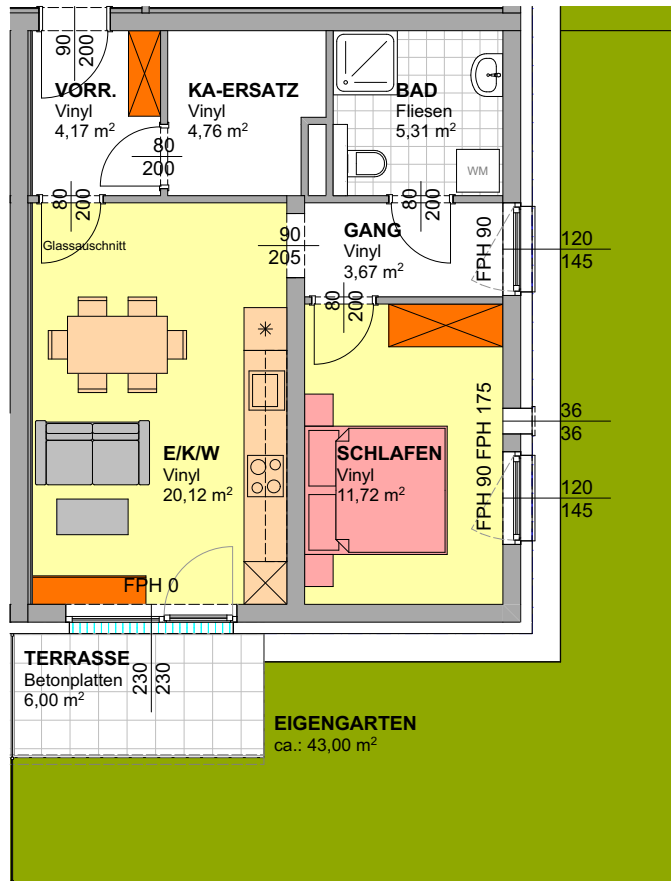 90
200
VORR.
Vinyl
4,17 m²
KA-ERSATZ
Vinyl
4,76 m²
BAD
Fliesen
5,31 m²
WM
80
200
80
200
Glassauschnitt
90
205
GANG
Vinyl
3,67 m²
80
200
FPH 90
120
145
80
200
E/K/W
Vinyl
20,12 m²
SCHLAFEN
Vinyl
11,72 m²
FPH 90 FPH 175
36
36
120
145
FPH 0
TERRASSE
Betonplatten
6,00 m²
230
230
EIGENGARTEN
ca.: 43,00 m²